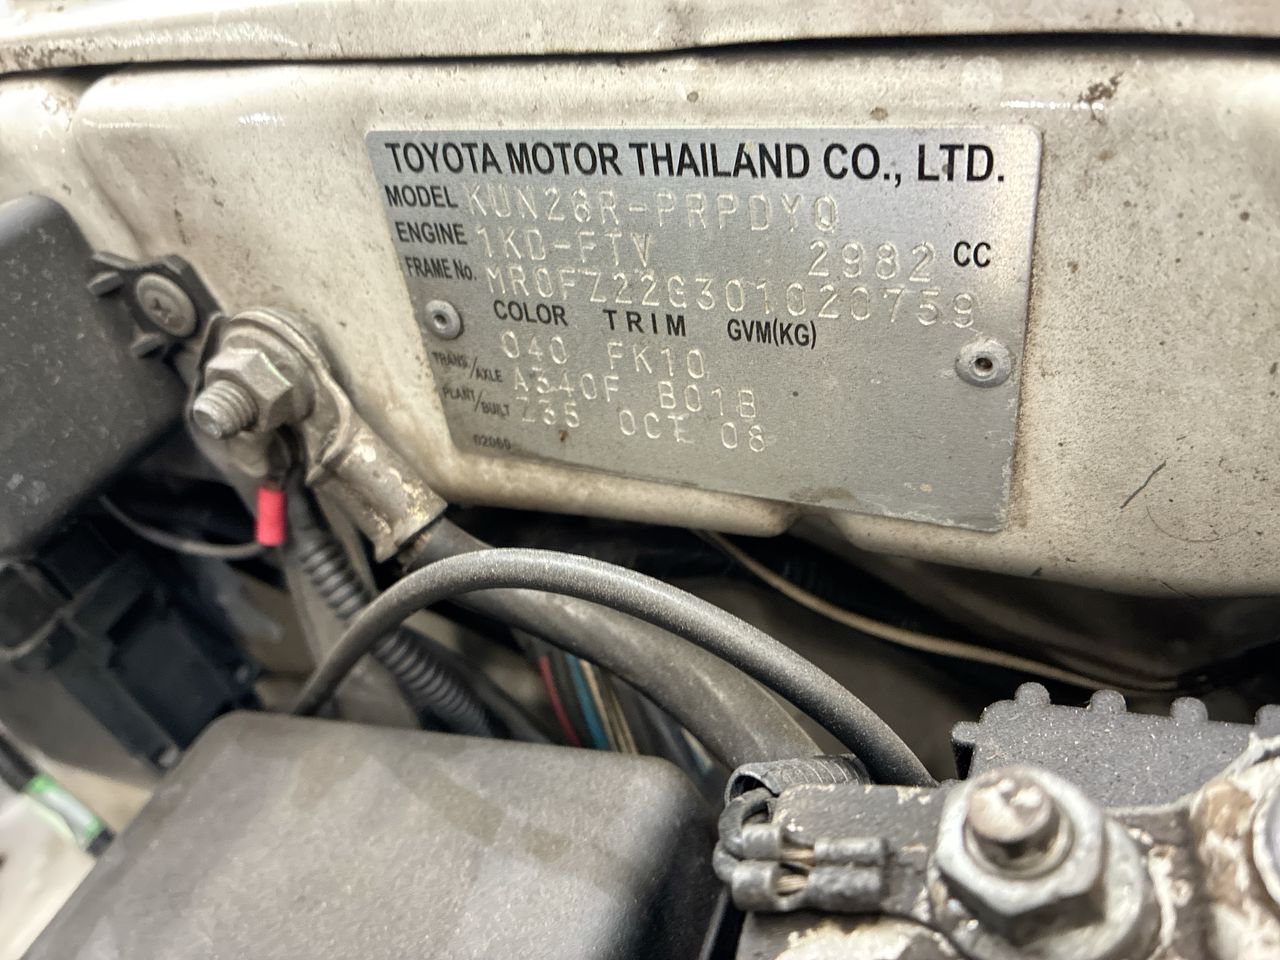 TOYOTA MOTOR THAILAND CO., LTD.
MODEL KUN26R-PRPDYQ
ENGINE 1KD-FTV 2982 CC
FRAME No. MR0FZ22G301020759
COLOR TRIM GVM(KG)
040 FK10
TRANS/AXLE A340F B01B
PLANT/BUILT Z35 OCT 08
02060